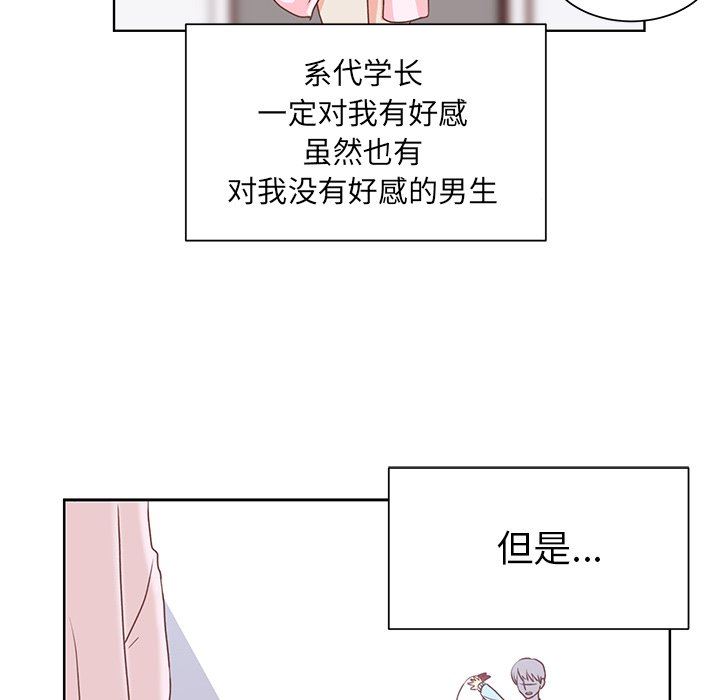 系代学长
一定对我有好感
虽然也有
对我没有好感的男生
但是...